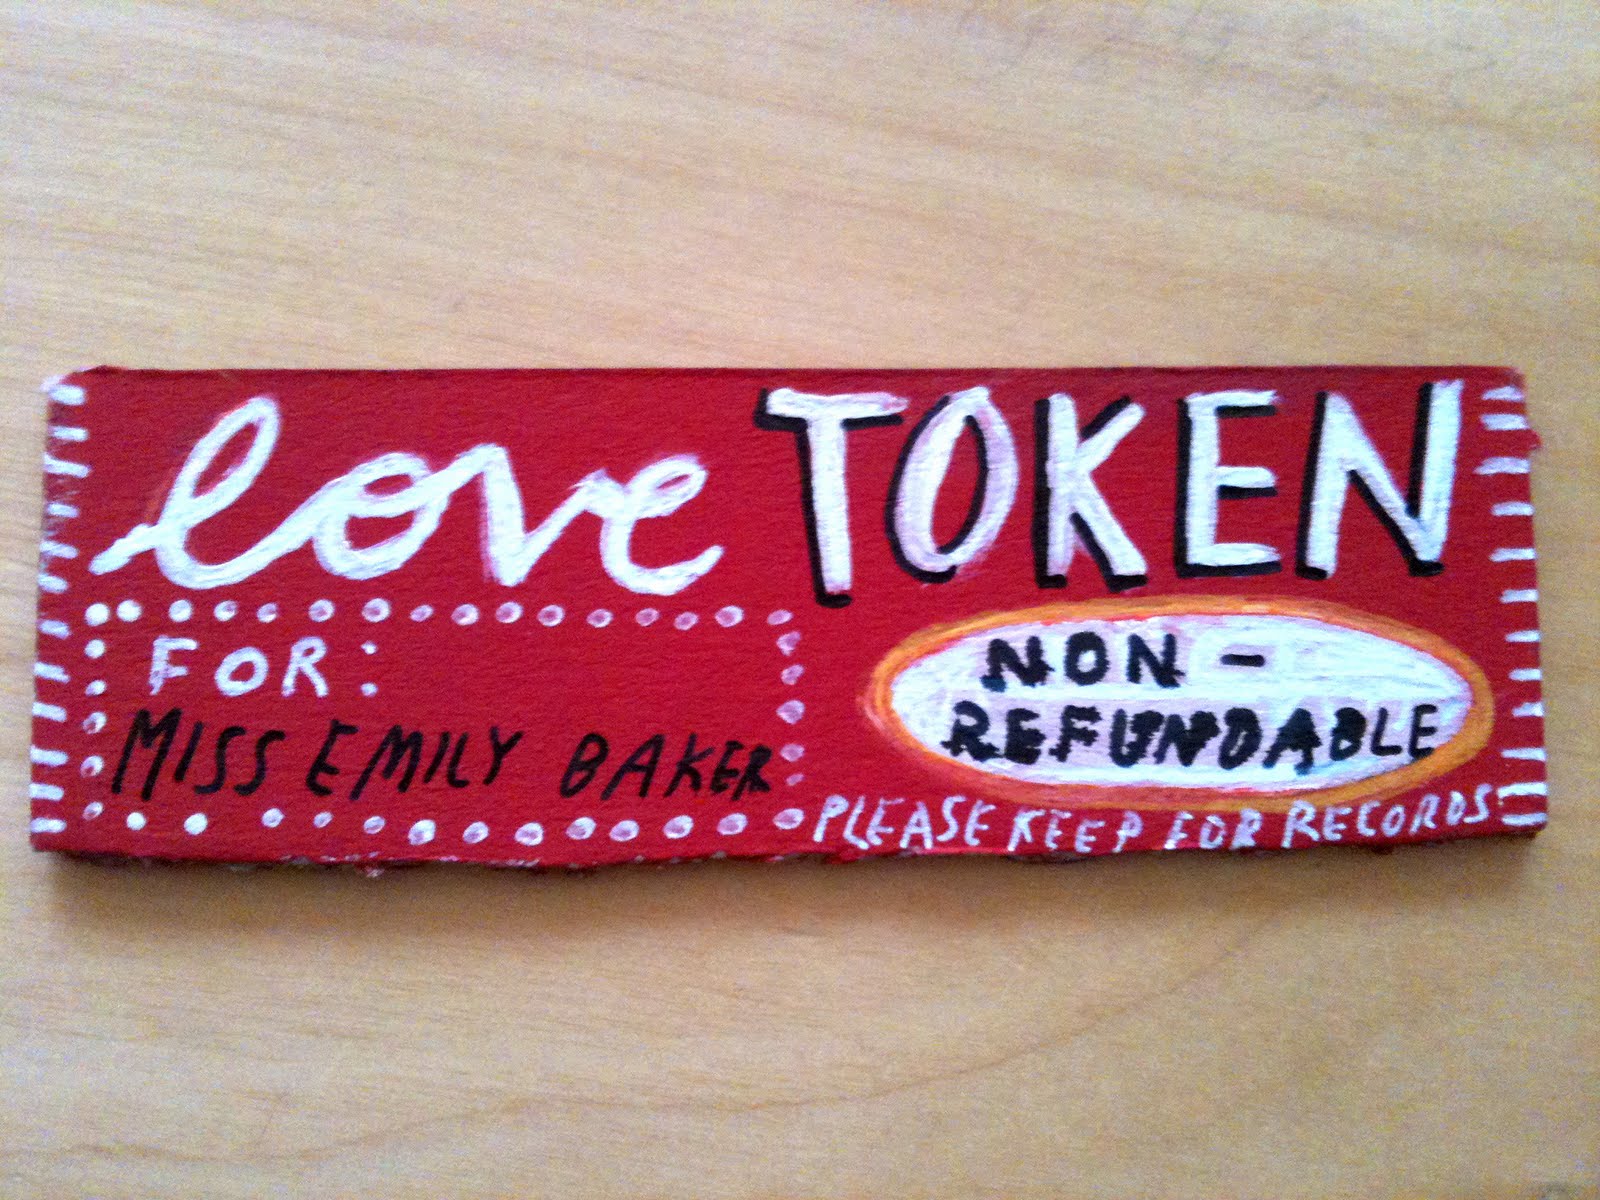 love TOKEN
FOR:
MISS EMILY BAKER
NON -
REFUNDABLE
PLEASE KEEP FOR RECORDS